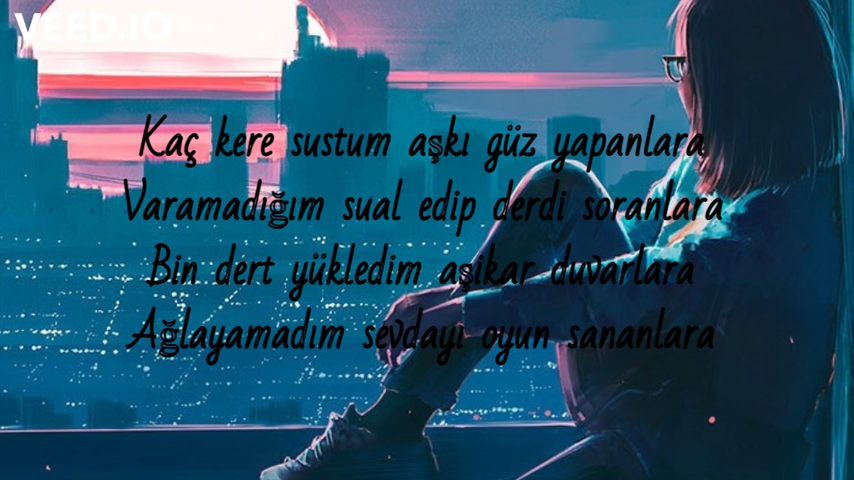 VEED.IO
Kaç kere sustum aşkı güz yapanlara
Varamadığım sual edip derdi soranlara
Bin dert yükledim aşikar duvarlara
Ağlayamadım sevdayı oyun sananlara